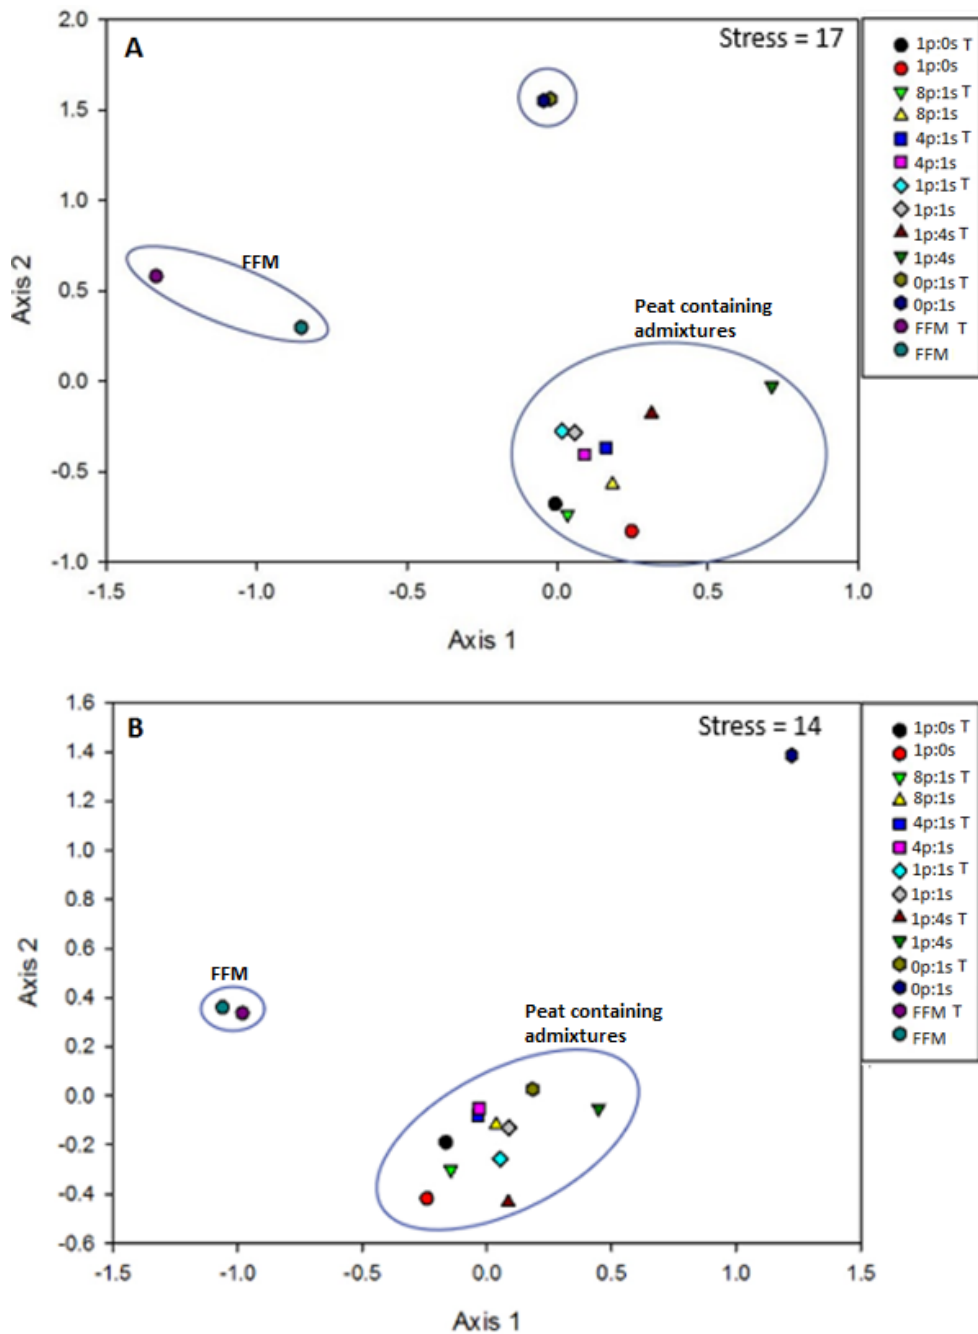 A
Stress = 17
2.0
1.5
1.0
0.5
0.0
-0.5
-1.0
Axis 2
FFM
Peat containing
admixtures
-1.5
-1.0
-0.5
0.0
0.5
1.0
Axis 1
1p:0s T
1p:0s
8p:1s T
8p:1s
4p:1s T
4p:1s
1p:1s T
1p:1s
1p:4s T
1p:4s
0p:1s T
0p:1s
FFM T
FFM
B
Stress = 14
1.6
1.4
1.2
1.0
0.8
0.6
0.4
0.2
0.0
-0.2
-0.4
-0.6
Axis 2
FFM
Peat containing
admixtures
-1.5
-1.0
-0.5
0.0
0.5
1.0
1.5
Axis 1
1p:0s T
1p:0s
8p:1s T
8p:1s
4p:1s T
4p:1s
1p:1s T
1p:1s
1p:4s T
1p:4s
0p:1s T
0p:1s
FFM T
FFM